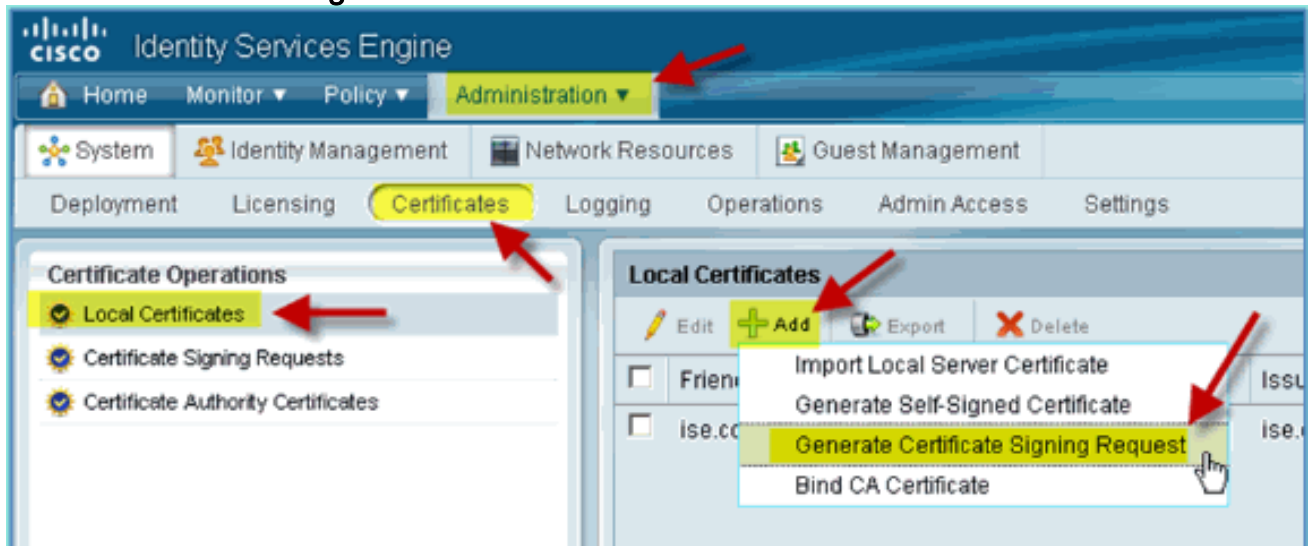 CISCO Identity Services Engine
Home Monitor ▼ Policy ▼ Administration ▼
System Identity Management Network Resources Guest Management
Deployment Licensing Certificates Logging Operations Admin Access Settings
Certificate Operations
Local Certificates
Certificate Signing Requests
Certificate Authority Certificates
Local Certificates
Edit Add Export Delete
Import Local Server Certificate
Generate Self-Signed Certificate
Generate Certificate Signing Request
Bind CA Certificate